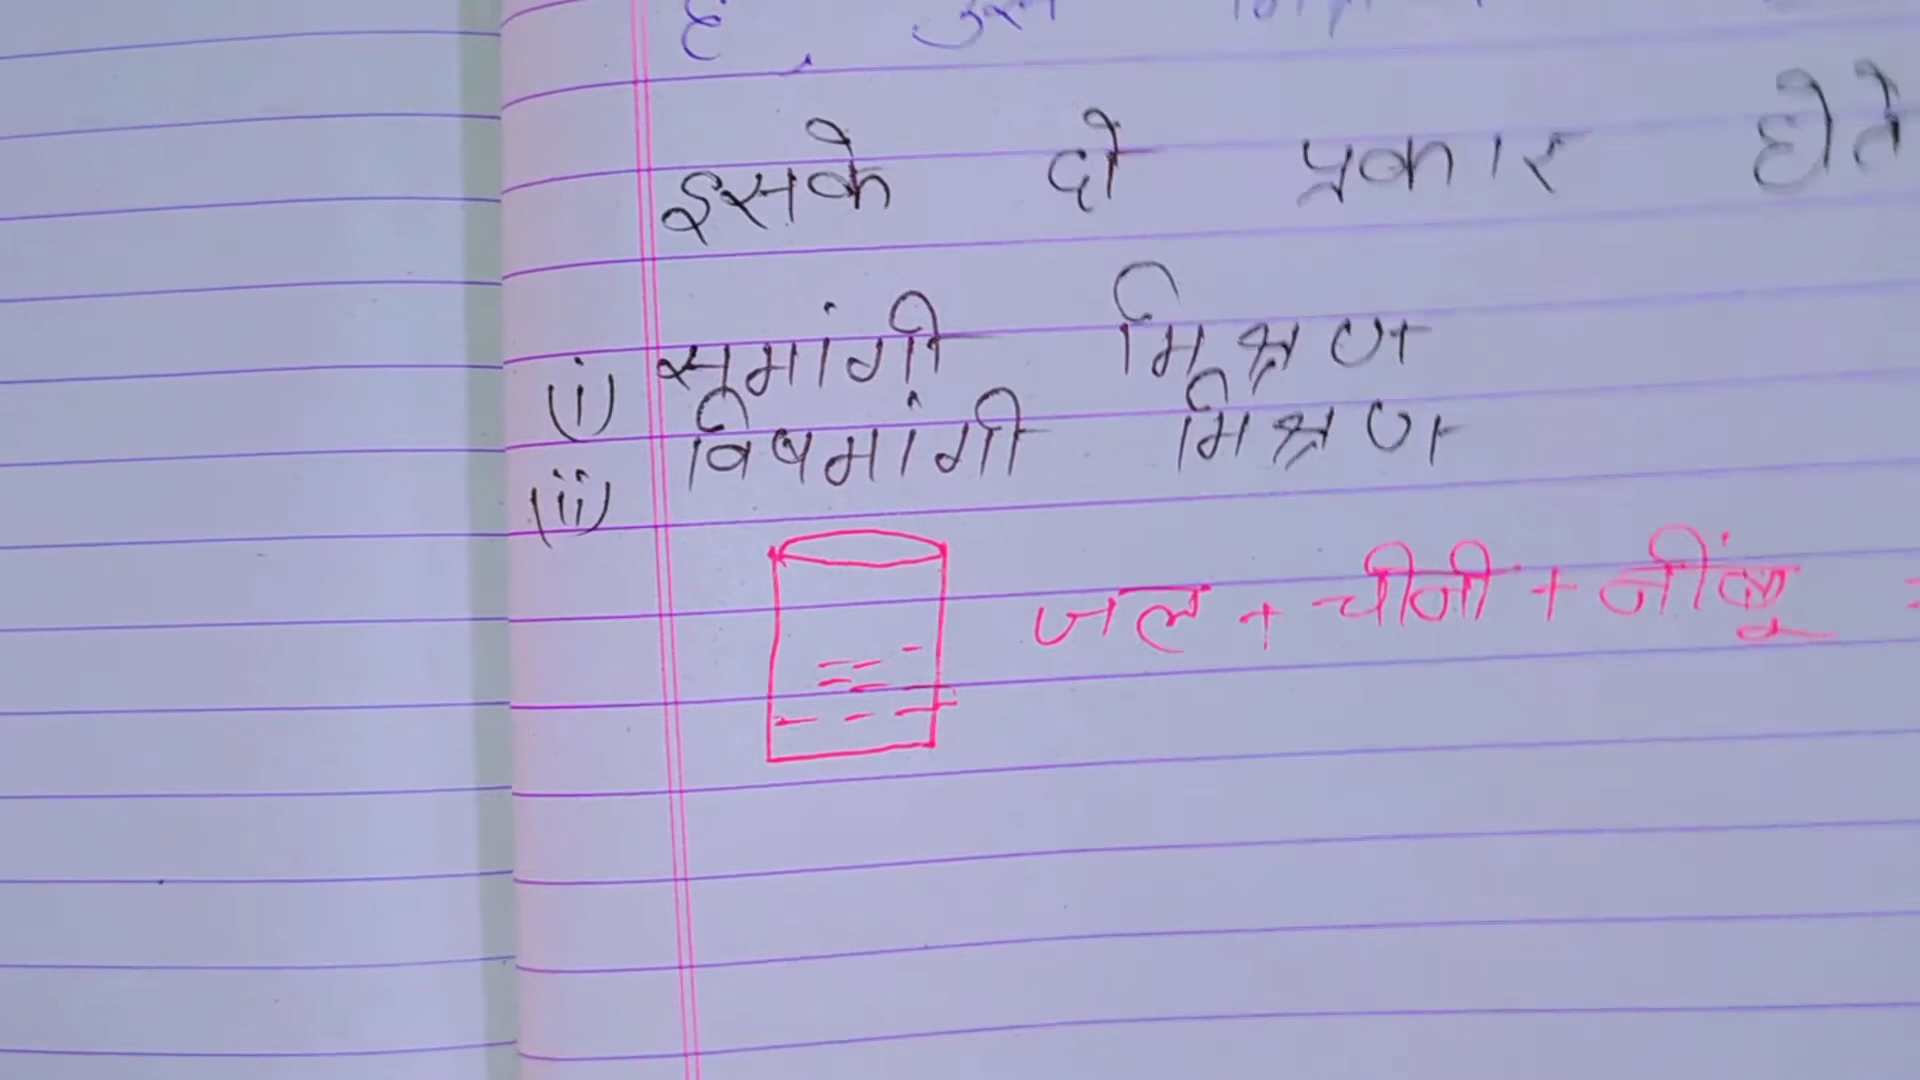 इसके दो प्रकार होते
(i) समांगी मिश्रण
(ii) विषमांगी मिश्रण
जल + चीनी + नींबू =